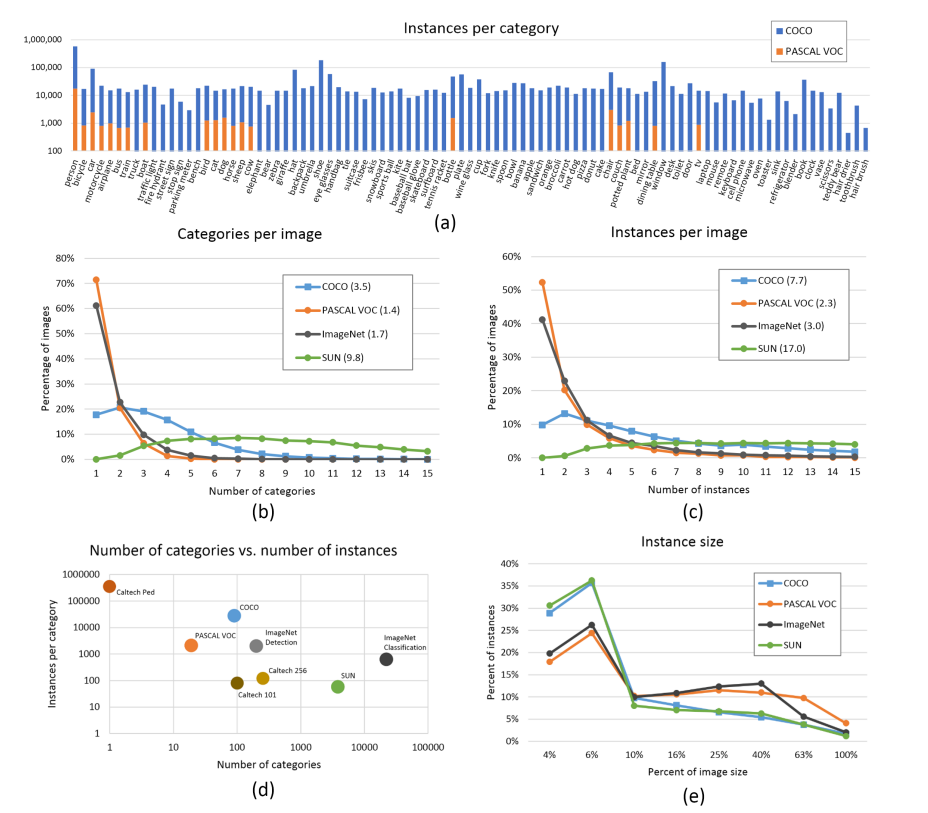 Instances per category
COCO
PASCAL VOC
1,000,000
100,000
10,000
1,000
100
person
bicycle
car
motorcycle
airplane
bus
train
truck
boat
traffic light
fire hydrant
street sign
stop sign
parking meter
bench
bird
cat
dog
horse
sheep
cow
elephant
bear
zebra
giraffe
hat
backpack
umbrella
shoe
eye glasses
handbag
tie
suitcase
frisbee
skis
snowboard
sports ball
kite
baseball bat
baseball glove
skateboard
surfboard
tennis racket
bottle
plate
wine glass
cup
fork
knife
spoon
bowl
banana
apple
sandwich
orange
broccoli
carrot
hot dog
pizza
donut
cake
chair
couch
potted plant
bed
mirror
dining table
window
desk
toilet
door
tv
laptop
mouse
remote
keyboard
cell phone
microwave
oven
toaster
sink
refrigerator
blender
book
clock
vase
scissors
teddy bear
hair drier
toothbrush
hair brush
(a)
Categories per image
80%
70%
60%
50%
40%
30%
20%
10%
0%
Percentage of images
COCO (3.5)
PASCAL VOC (1.4)
ImageNet (1.7)
SUN (9.8)
1 2 3 4 5 6 7 8 9 10 11 12 13 14 15
Number of categories
(b)
Instances per image
60%
50%
40%
30%
20%
10%
0%
Percentage of images
COCO (7.7)
PASCAL VOC (2.3)
ImageNet (3.0)
SUN (17.0)
1 2 3 4 5 6 7 8 9 10 11 12 13 14 15
Number of instances
(c)
Number of categories vs. number of instances
1000000
100000
10000
1000
100
10
1
Instances per category
Caltech Ped
COCO
PASCAL VOC
ImageNet
Detection
ImageNet
Classification
Caltech 256
Caltech 101
SUN
1 10 100 1000 10000 100000
Number of categories
(d)
Instance size
40%
35%
30%
25%
20%
15%
10%
5%
0%
Percent of instances
COCO
PASCAL VOC
ImageNet
SUN
4% 6% 10% 16% 25% 40% 63% 100%
Percent of image size
(e)